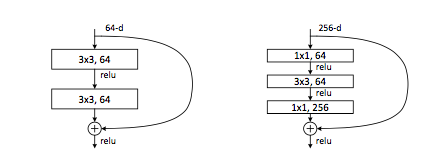 64-d
3x3, 64
relu
3x3, 64
+
relu
256-d
1x1, 64
relu
3x3, 64
relu
1x1, 256
+
relu